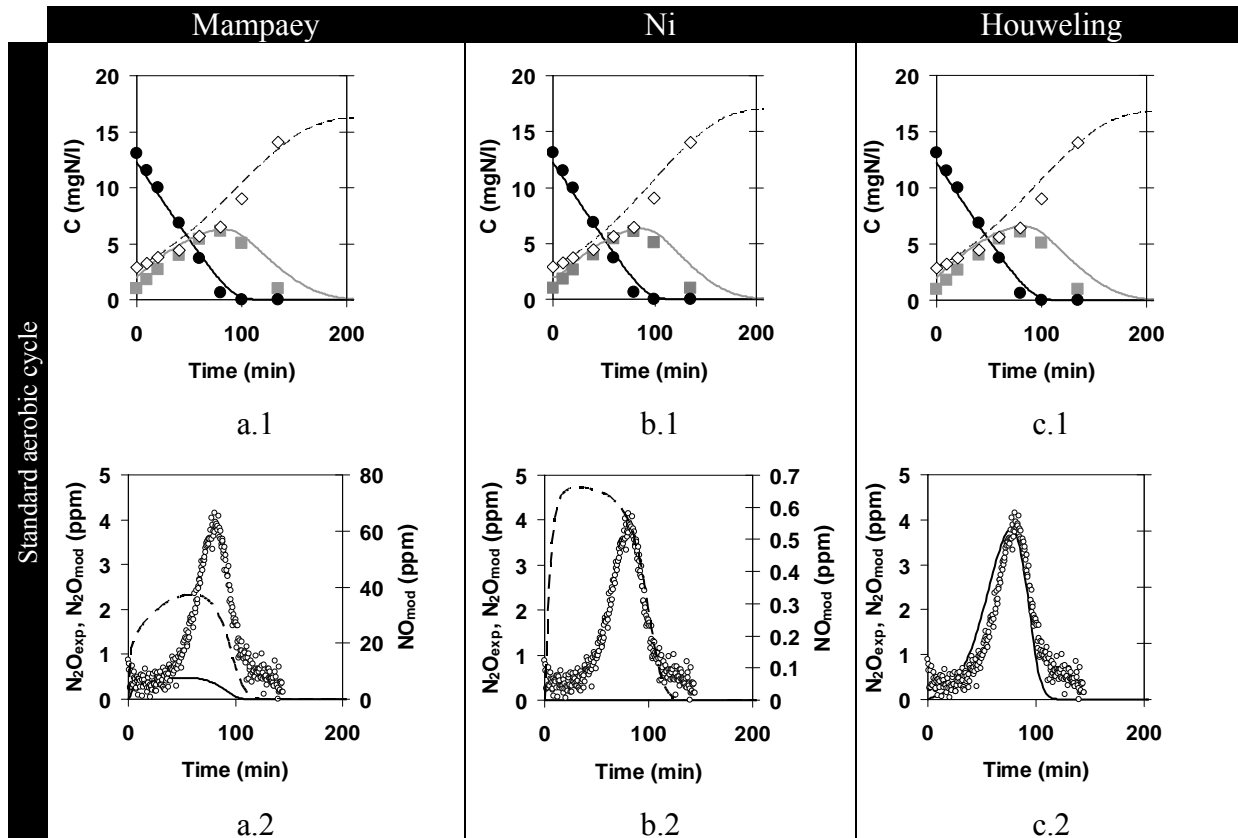 Mampaey Ni Houweling
Standard aerobic cycle
20
15
10
5
0
C (mgN/l)
0 100 200
Time (min)
a.1
20
15
10
5
0
C (mgN/l)
0 100 200
Time (min)
b.1
20
15
10
5
0
C (mgN/l)
0 100 200
Time (min)
c.1
5
4
3
2
1
0
N₂Oexp, N₂Omod (ppm)
80
60
40
20
0
NOmod (ppm)
0 100 200
Time (min)
a.2
5
4
3
2
1
0
N₂Oexp, N₂Omod (ppm)
0.7
0.6
0.5
0.4
0.3
0.2
0.1
0
NOmod (ppm)
0 100 200
Time (min)
b.2
5
4
3
2
1
0
N₂Oexp, N₂Omod (ppm)
0 100 200
Time (min)
c.2